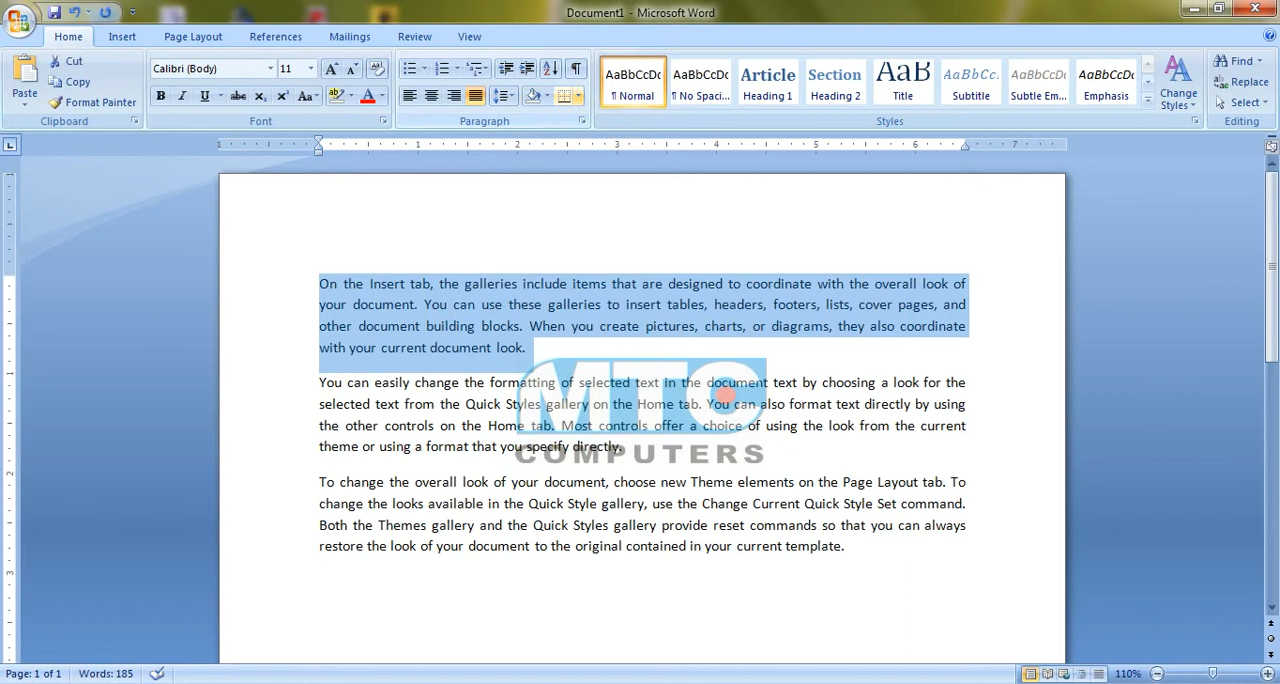 Document1 - Microsoft Word
Home Insert Page Layout References Mailings Review View
Paste
Cut
Copy
Format Painter
Clipboard
Calibri (Body) 11
Font
Paragraph
AaBbCcDc AaBbCcDc Article Section AaB AaBbCc. AaBbCcDc AaBbCcDc
¶ Normal ¶ No Spaci... Heading 1 Heading 2 Title Subtitle Subtle Em... Emphasis
Change
Styles
Styles
Find
Replace
Select
Editing
1 1 2 3 4 5 6 7
On the Insert tab, the galleries include items that are designed to coordinate with the overall look of
your document. You can use these galleries to insert tables, headers, footers, lists, cover pages, and
other document building blocks. When you create pictures, charts, or diagrams, they also coordinate
with your current document look.
You can easily change the formatting of selected text in the document text by choosing a look for the
selected text from the Quick Styles gallery on the Home tab. You can also format text directly by using
the other controls on the Home tab. Most controls offer a choice of using the look from the current
theme or using a format that you specify directly.
MTC
COMPUTERS
To change the overall look of your document, choose new Theme elements on the Page Layout tab. To
change the looks available in the Quick Style gallery, use the Change Current Quick Style Set command.
Both the Themes gallery and the Quick Styles gallery provide reset commands so that you can always
restore the look of your document to the original contained in your current template.
Page: 1 of 1 Words: 185 110%